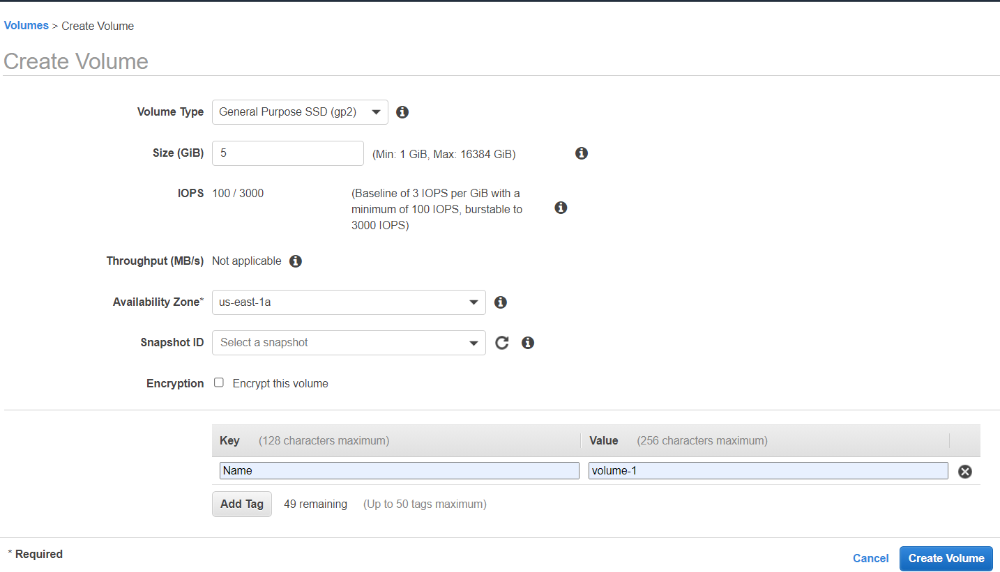 Volumes > Create Volume
Create Volume
Volume Type General Purpose SSD (gp2)
Size (GiB) 5 (Min: 1 GiB, Max: 16384 GiB)
IOPS 100 / 3000 (Baseline of 3 IOPS per GiB with a
minimum of 100 IOPS, burstable to
3000 IOPS)
Throughput (MB/s) Not applicable
Availability Zone* us-east-1a
Snapshot ID Select a snapshot
Encryption Encrypt this volume
Key (128 characters maximum) Value (256 characters maximum)
Name volume-1
Add Tag 49 remaining (Up to 50 tags maximum)
* Required
Cancel Create Volume